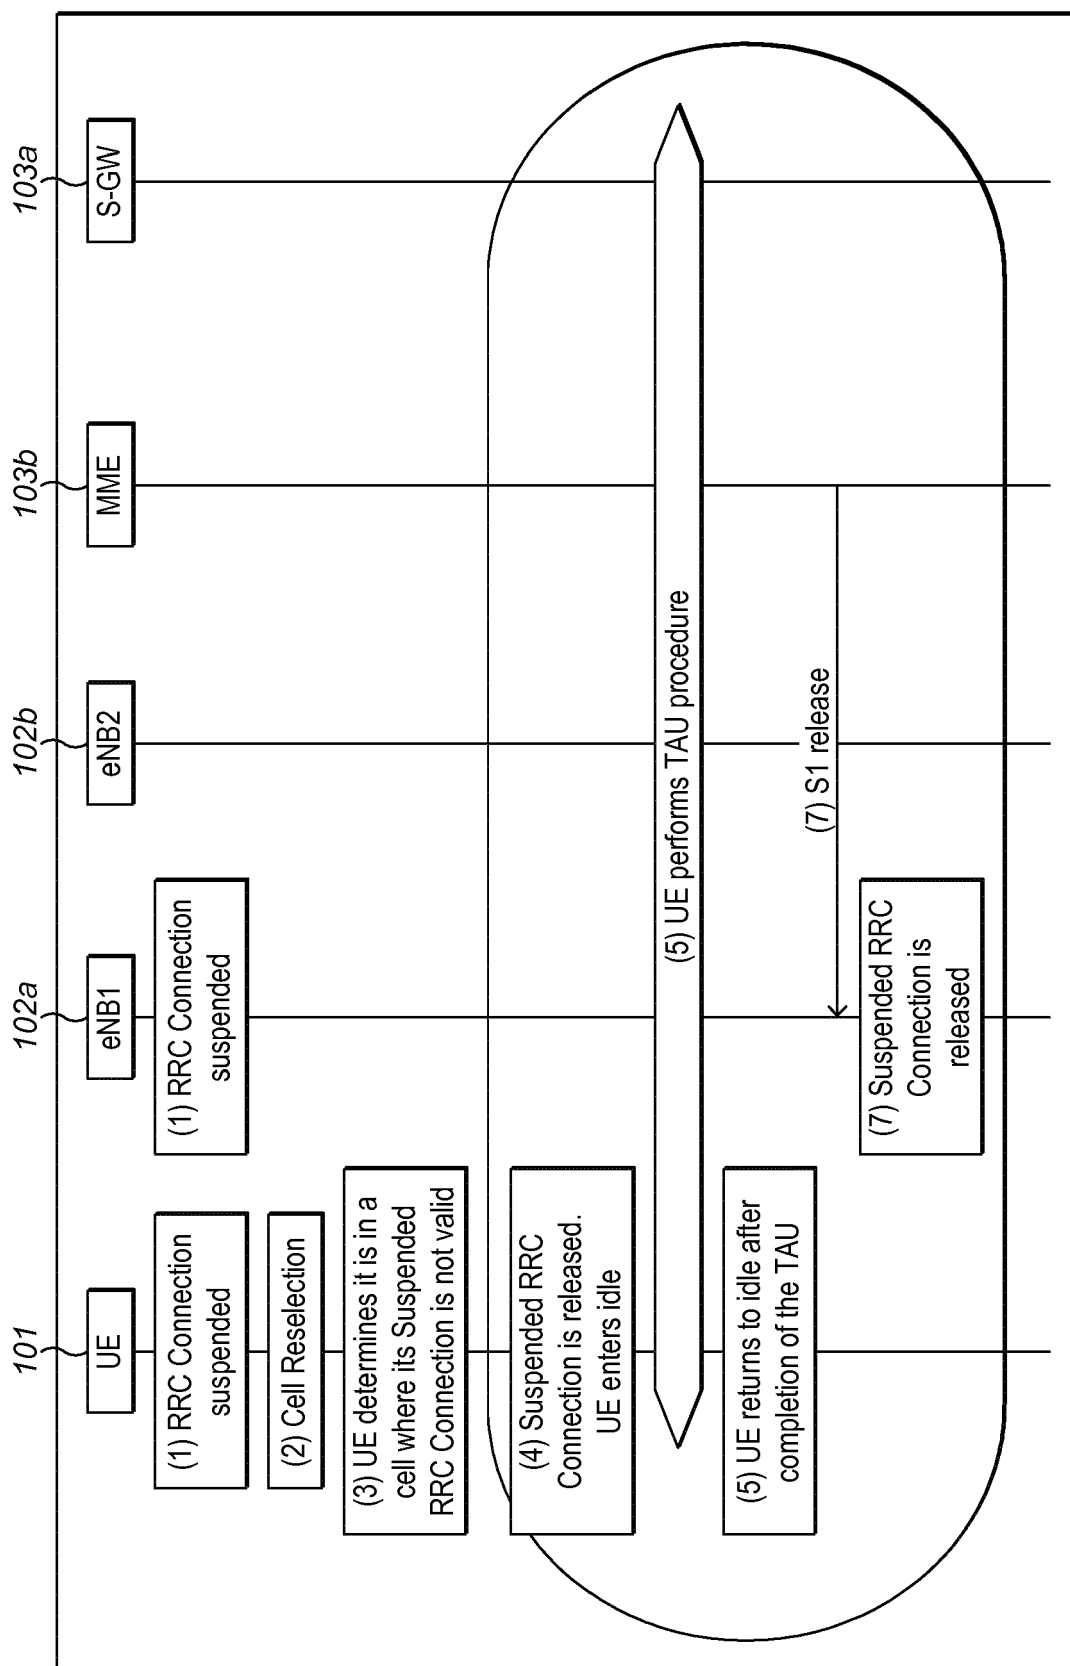 101
102a
102b
103b
103a
UE
eNB1
eNB2
MME
S-GW
(1) RRC Connection
suspended
(1) RRC Connection
suspended
(2) Cell Reselection
(3) UE determines it is in a
cell where its Suspended
RRC Connection is not valid
(4) Suspended RRC
Connection is released.
UE enters idle
(5) UE performs TAU procedure
(5) UE returns to idle after
completion of the TAU
(7) S1 release
(7) Suspended RRC
Connection is
released